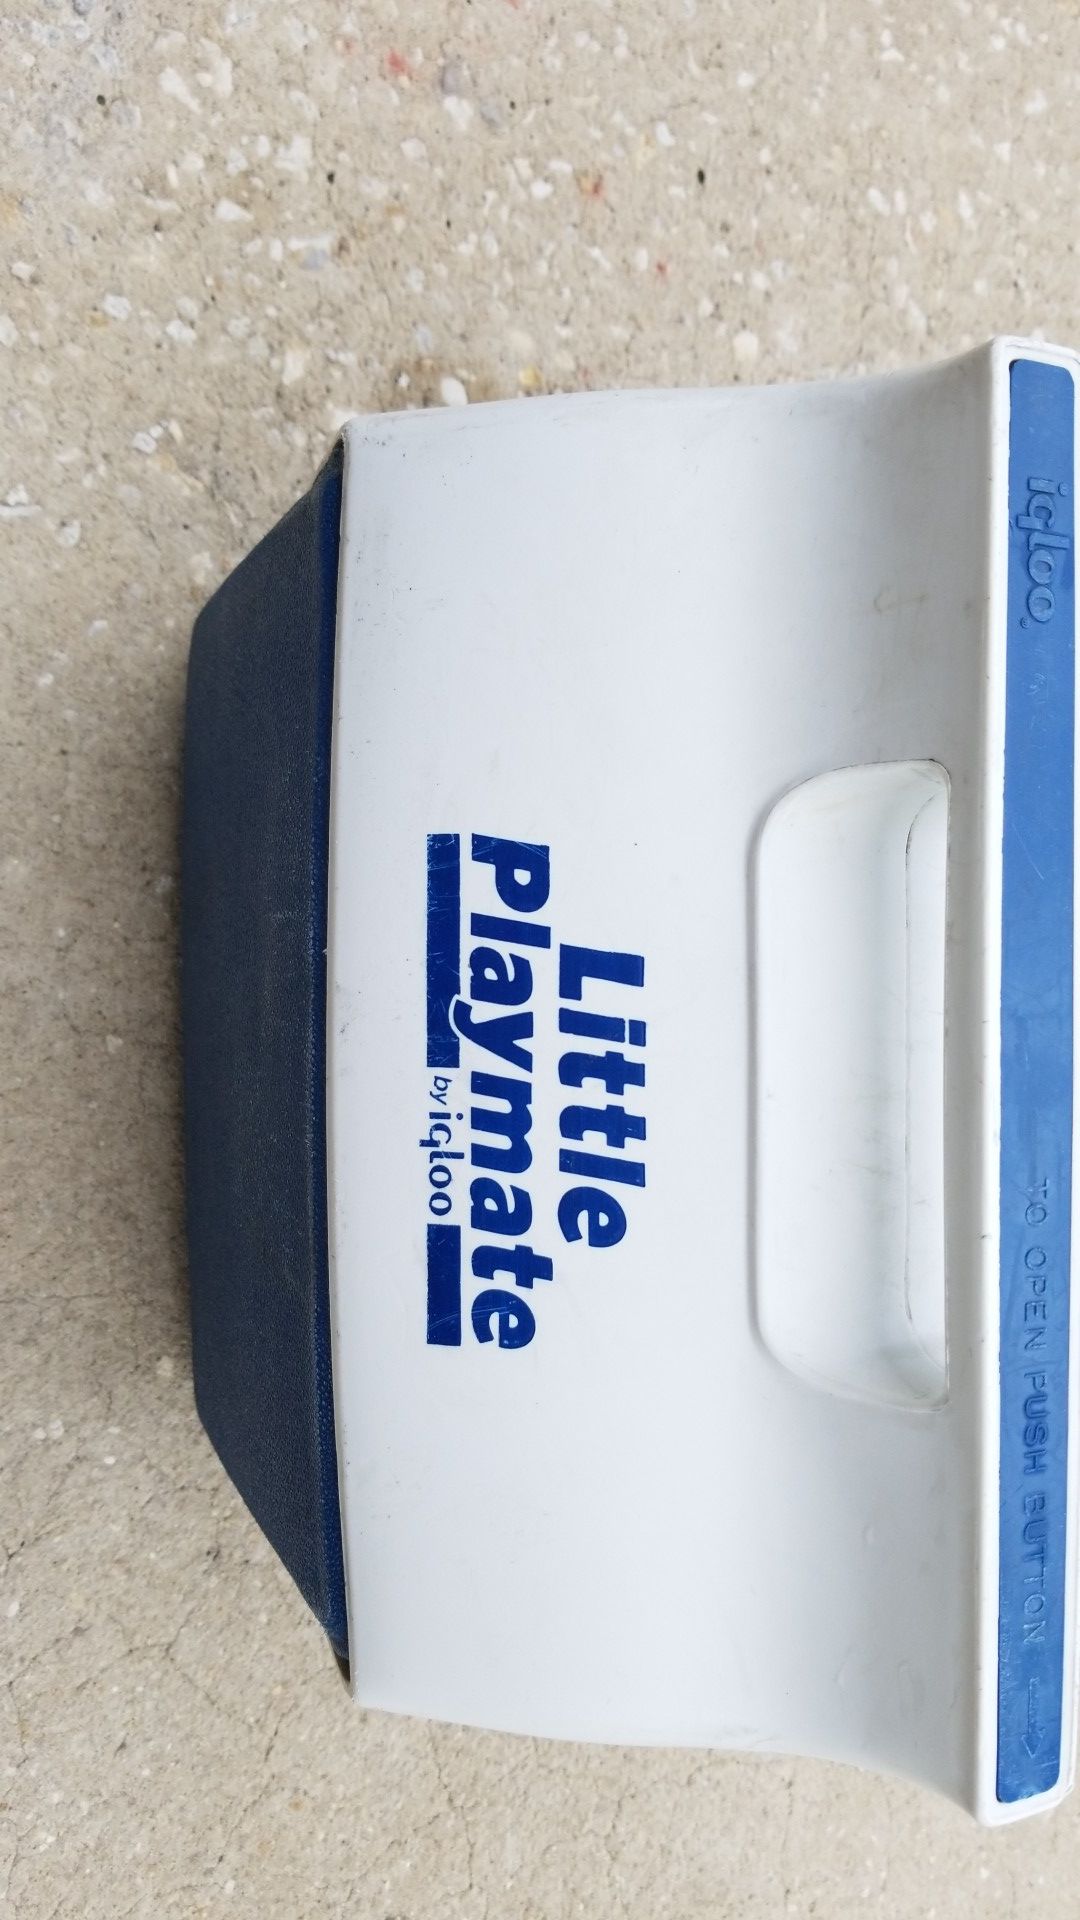 Little
Playmate
by igloo
igloo
TO OPEN PUSH BUTTON